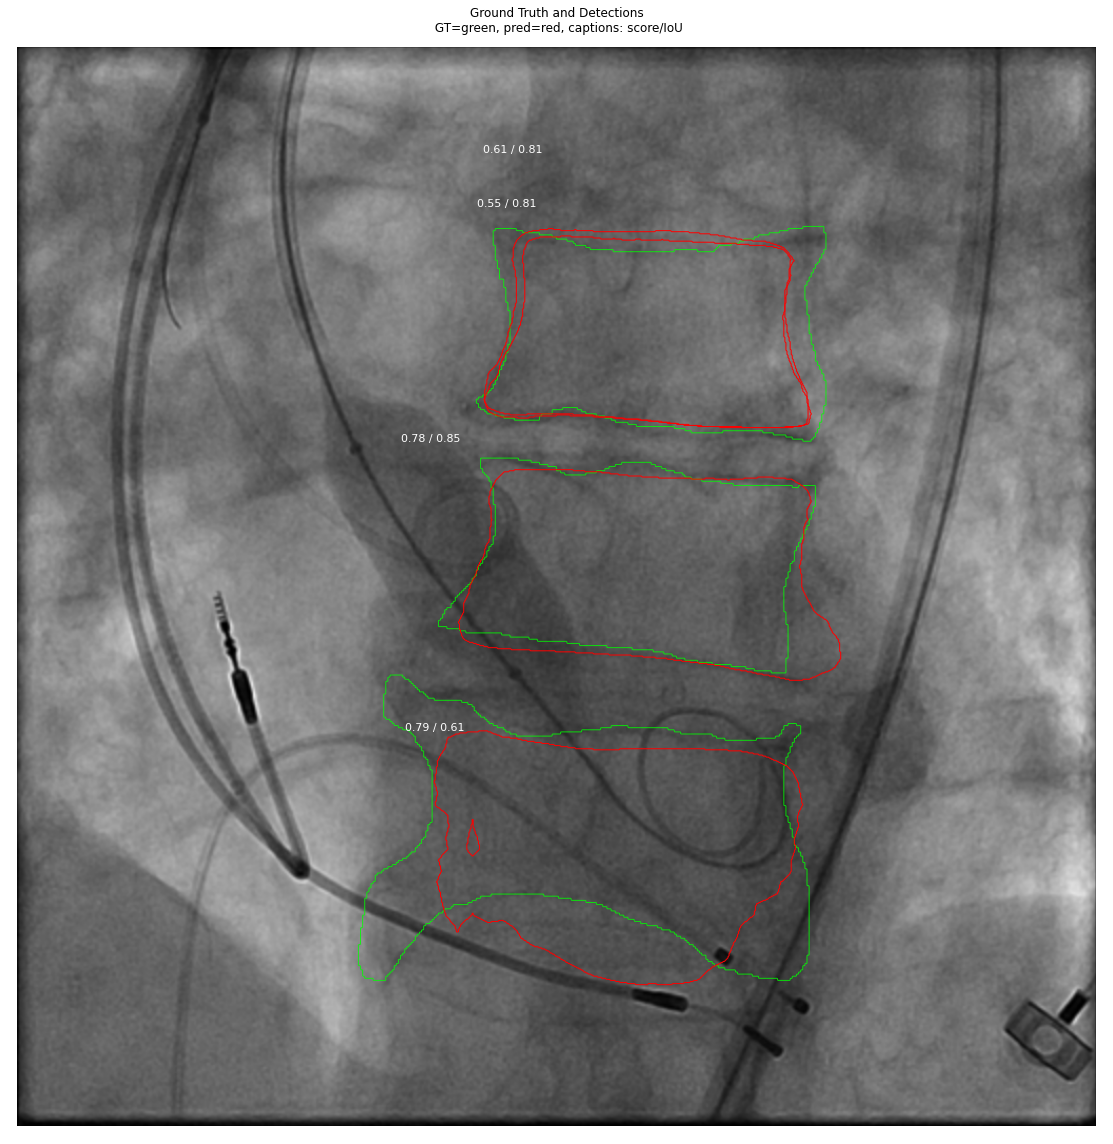 Ground Truth and Detections
GT=green, pred=red, captions: score/IoU
0.61 / 0.81
0.55 / 0.81
0.78 / 0.85
0.79 / 0.61